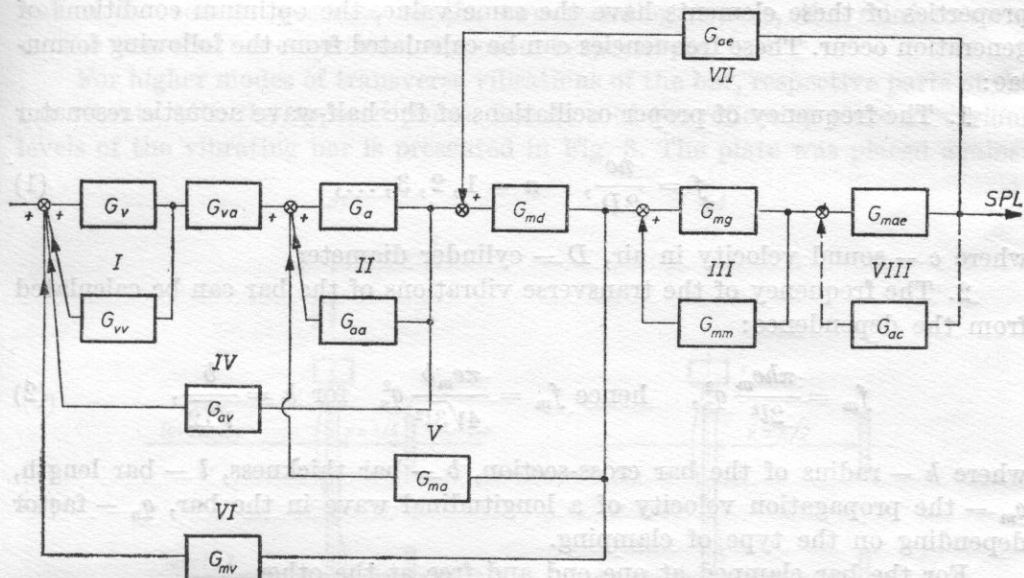 properties of these elements have the same value, the optimum conditions of
generation occur. These frequencies can be calculated from the following formu-
lae:
For higher modes of transverse vibrations of the bar, respective parts
1. The frequency of proper oscillations of the half-wave acoustic resonator
levels of the vibrating bar is presented in Fig. 8. The plate was placed
G_ae
VII
(1)
SPL
+ + G_v G_va + G_a + G_md + G_mg + G_mae
where c – sound velocity in air, D – cylinder diameter
I II III VIII
2. The frequency of the transverse vibrations of the bar can be calculated
from the dependence:
G_vv G_aa G_mm G_ac
IV
hence for (2)
G_av
V
where k – radius of the bar cross-section, b – bar thickness, l – bar length,
G_ma
c_m – the propagation velocity of a longitudinal wave in the bar, – factor
VI
depending on the type of clamping.
G_mv
For the bar clamped at one end and free at the other